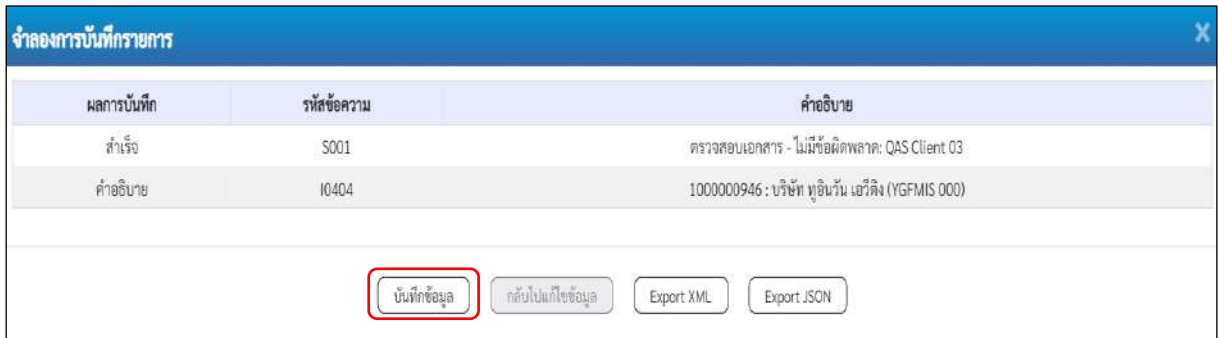 จำลองการบันทึกรายการ X
ผลการบันทึก รหัสข้อความ คำอธิบาย
สำเร็จ S001 ตรวจสอบเอกสาร - ไม่มีข้อผิดพลาด: QAS Client 03
คำอธิบาย I0404 1000000946 : บริษัท ทูอินวัน เอวีติง (YGFMIS 000)
บันทึกข้อมูล กลับไปแก้ไขข้อมูล Export XML Export JSON